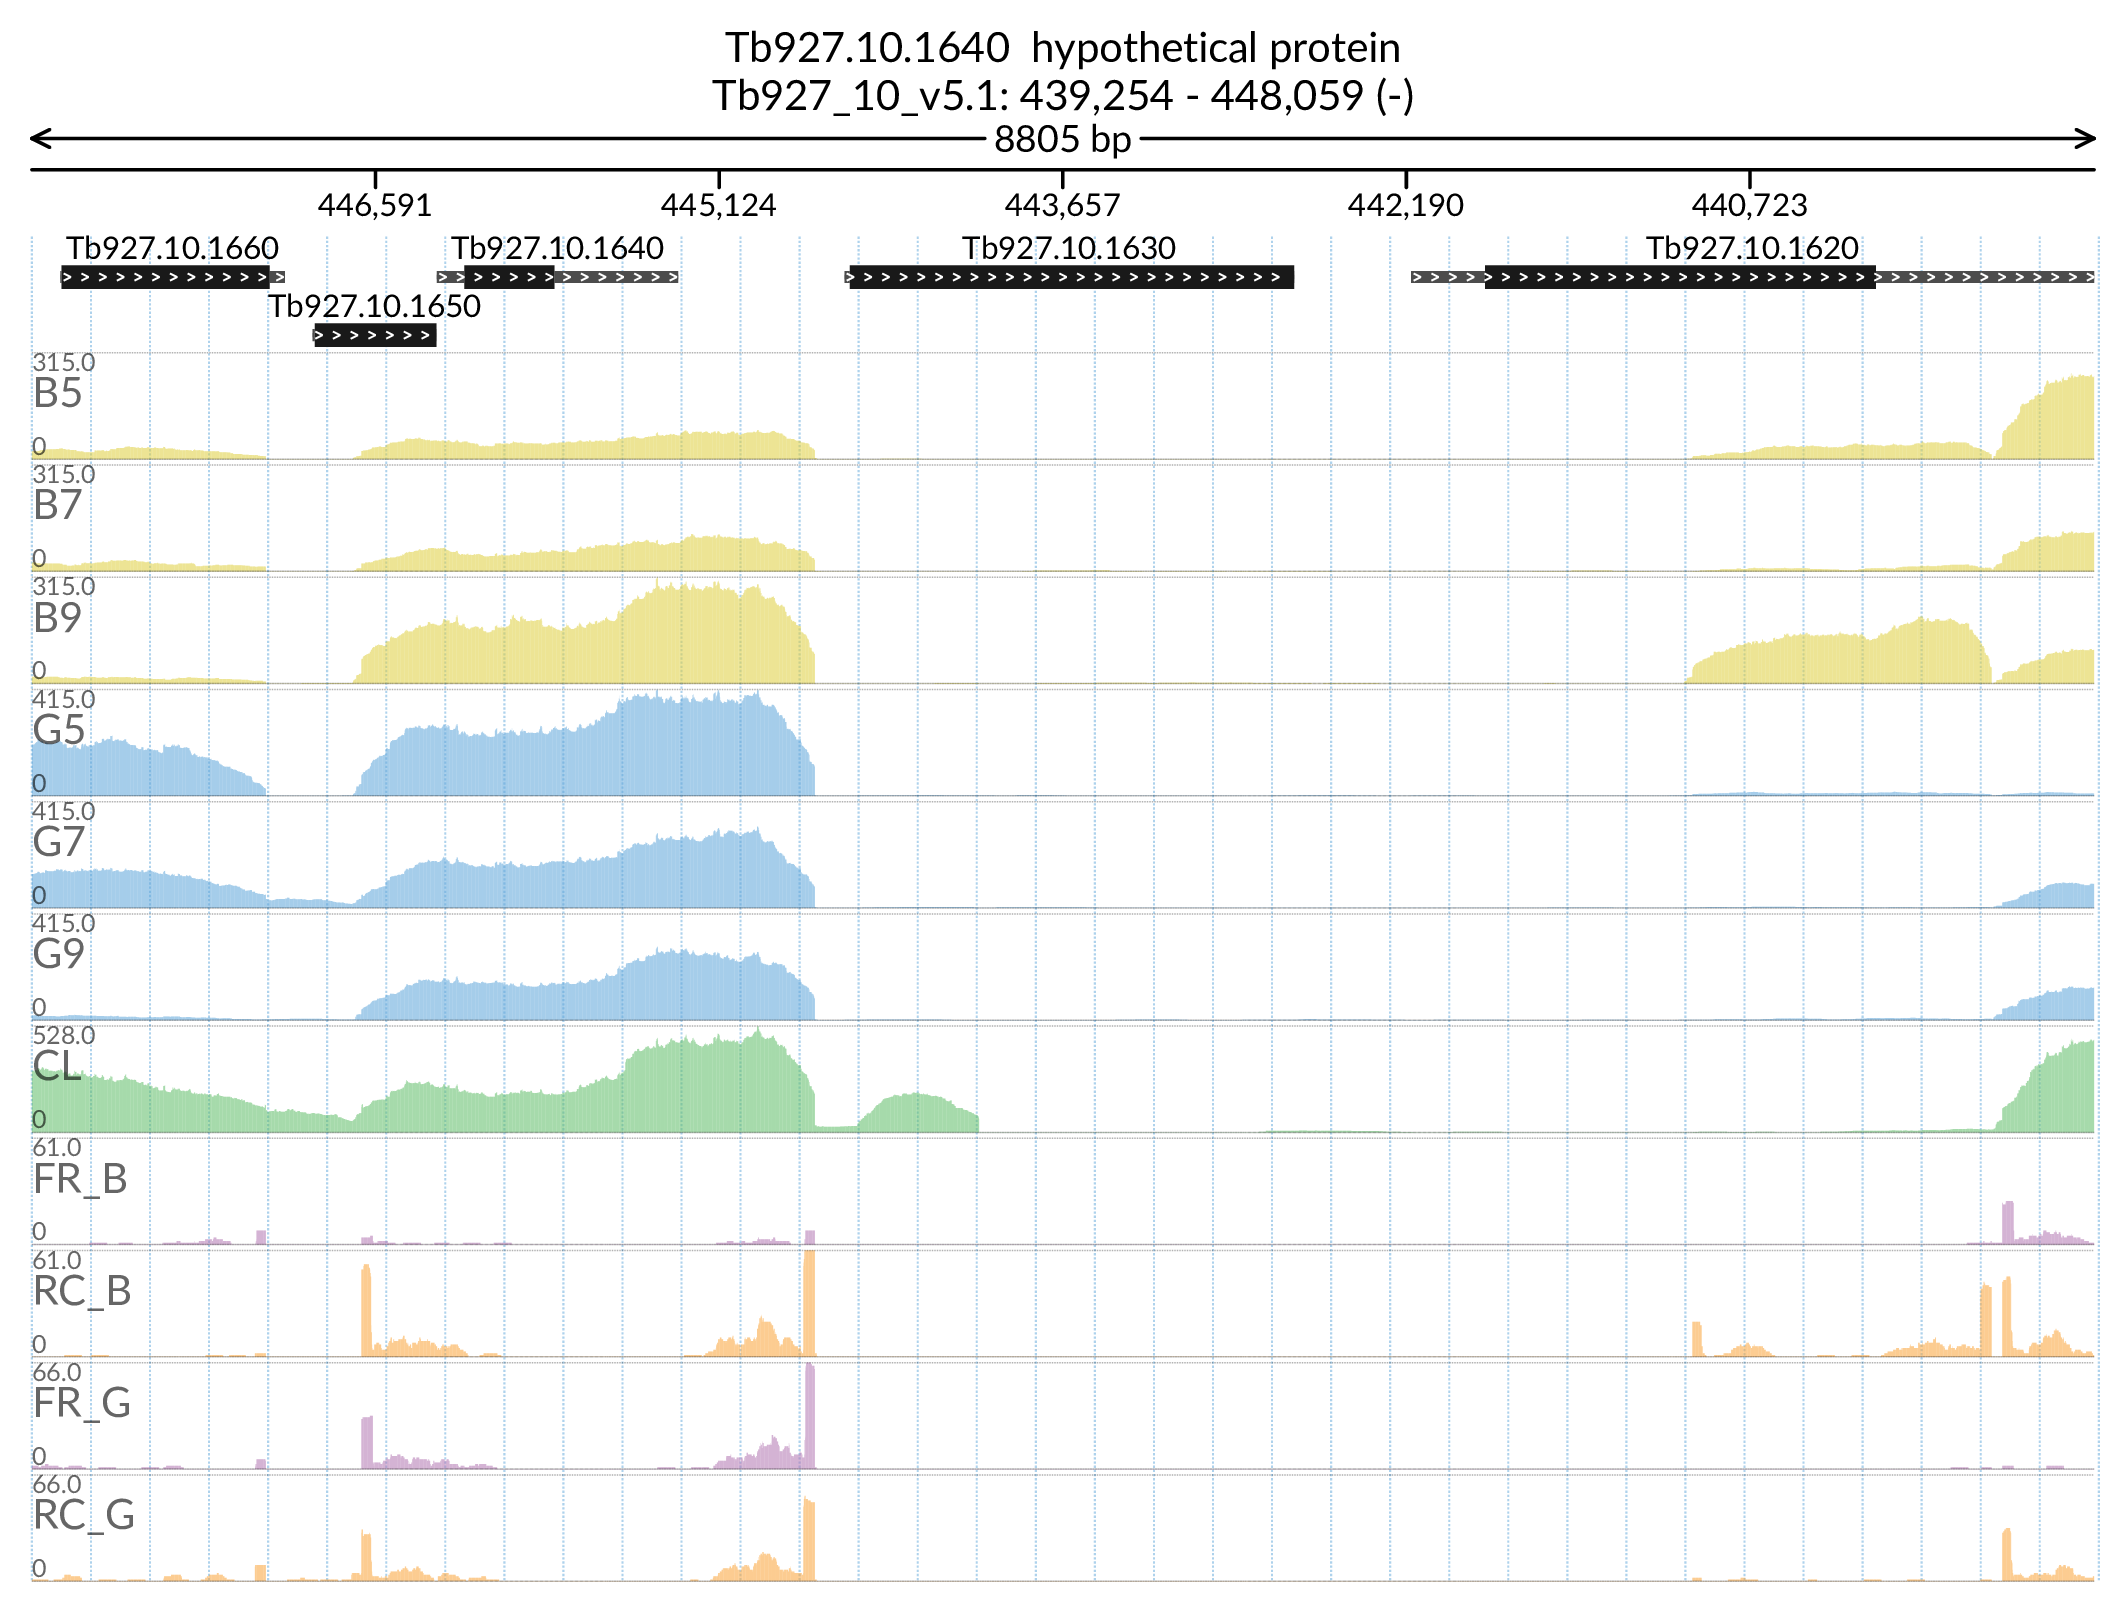 Tb927.10.1640 hypothetical protein
Tb927_10_v5.1: 439,254 - 448,059 (-)
8805 bp
446,591 445,124 443,657 442,190 440,723
Tb927.10.1660 Tb927.10.1640 Tb927.10.1630 Tb927.10.1620
Tb927.10.1650
315.0
B5
0
315.0
B7
0
315.0
B9
0
415.0
G5
0
415.0
G7
0
415.0
G9
0
528.0
CL
0
61.0
FR_B
0
61.0
RC_B
0
66.0
FR_G
0
66.0
RC_G
0